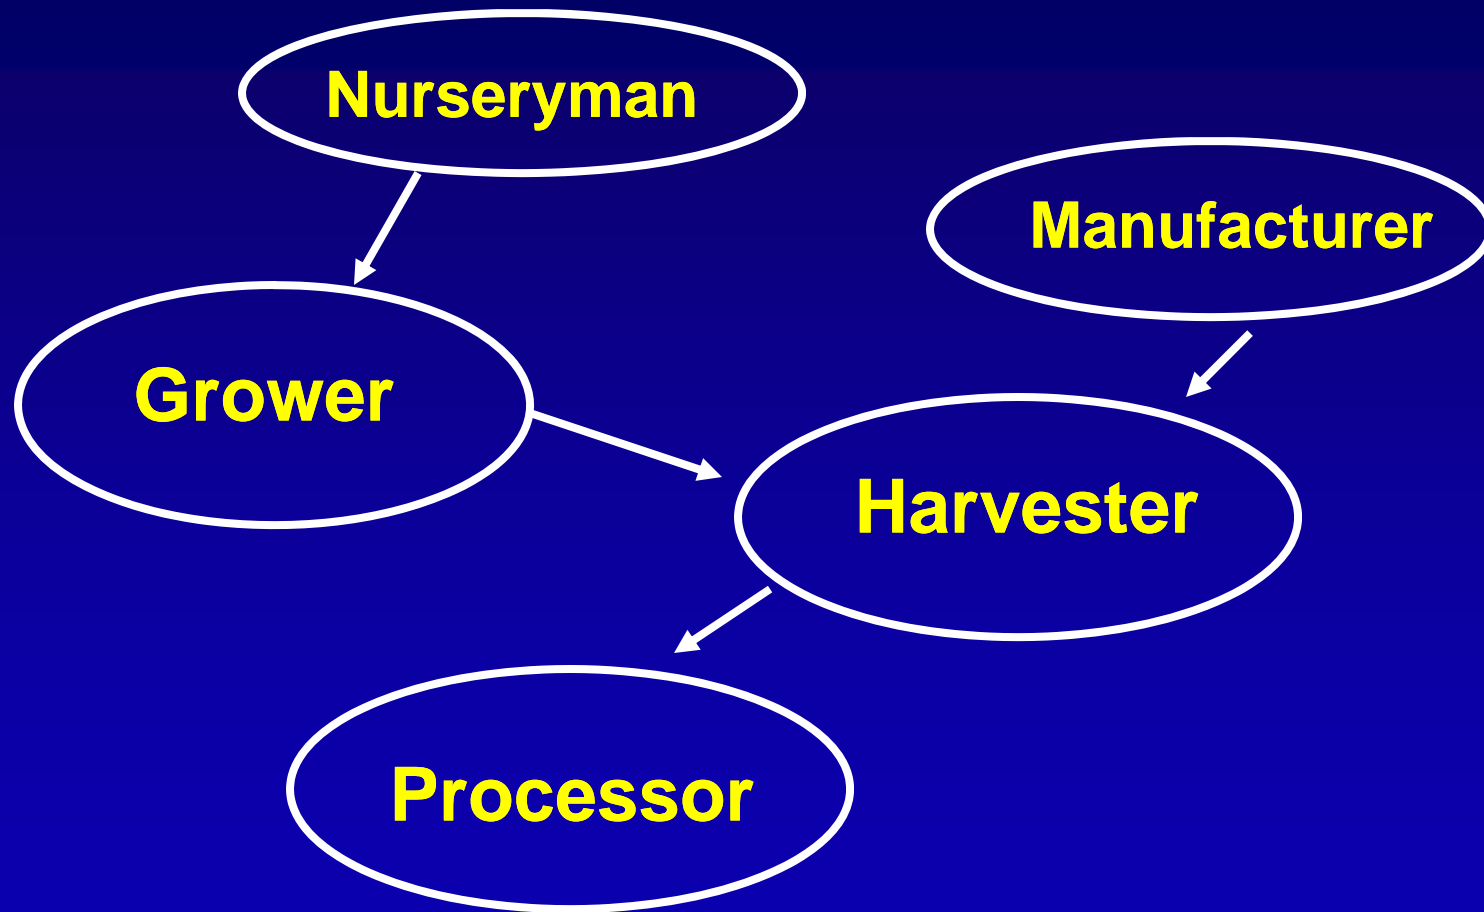 Nurseryman
Manufacturer
Grower
Harvester
Processor